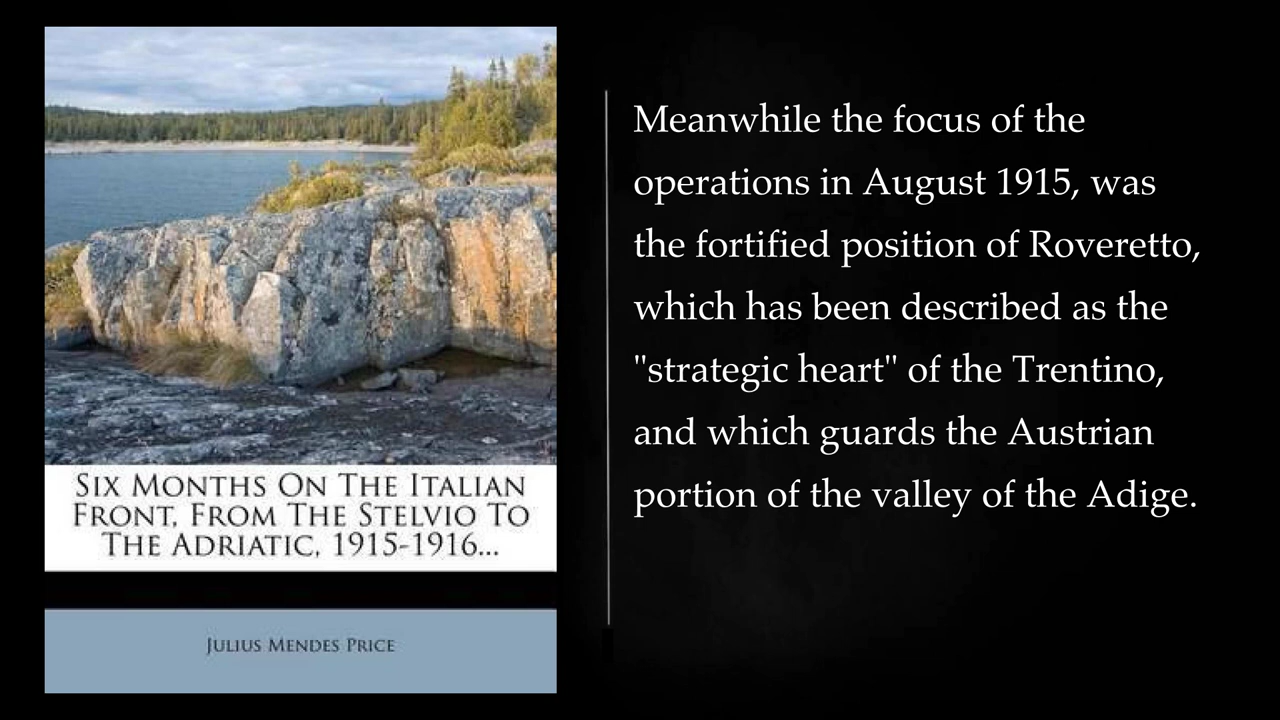 SIX MONTHS ON THE ITALIAN
FRONT, FROM THE STELVIO TO
THE ADRIATIC, 1915-1916...
JULIUS MENDES PRICE
Meanwhile the focus of the
operations in August 1915, was
the fortified position of Roveretto,
which has been described as the
"strategic heart" of the Trentino,
and which guards the Austrian
portion of the valley of the Adige.